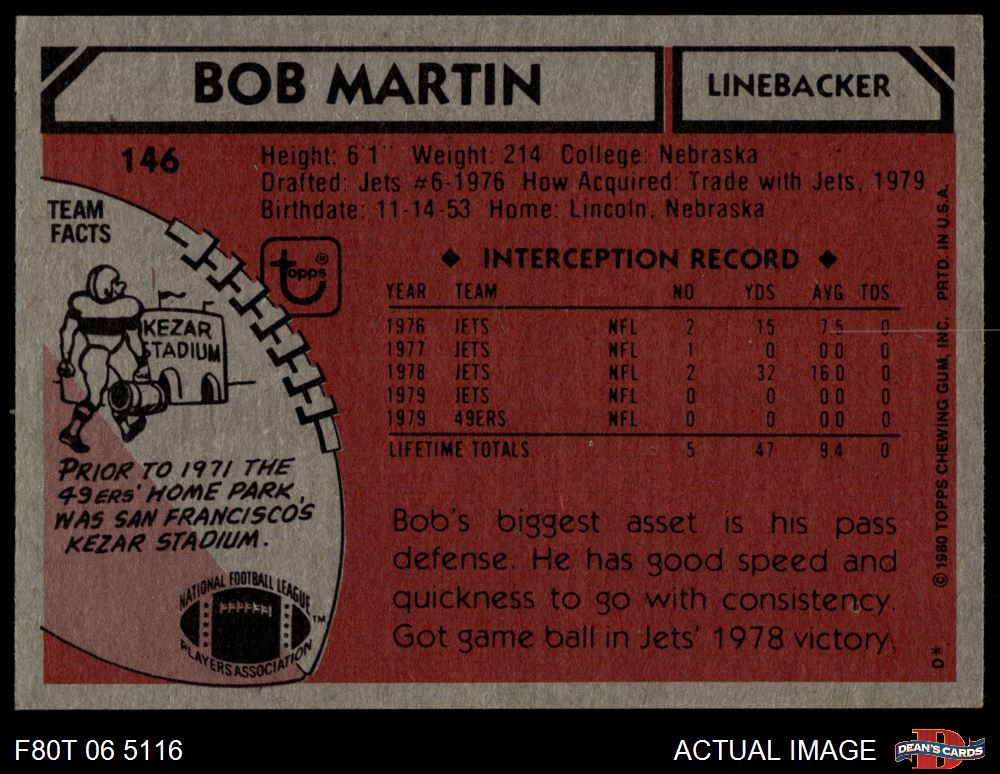 BOB MARTIN
LINEBACKER
146
Height: 6'1" Weight: 214 College: Nebraska
Drafted: Jets #6-1976 How Acquired: Trade with Jets, 1979
Birthdate: 11-14-53 Home: Lincoln, Nebraska
TEAM
FACTS
topps®
KEZAR
STADIUM
PRIOR TO 1971 THE
49ERS' HOME PARK
WAS SAN FRANCISCO'S
KEZAR STADIUM.
NATIONAL FOOTBALL LEAGUE
PLAYERS ASSOCIATION
TM
◆ INTERCEPTION RECORD ◆
YEAR TEAM NO YDS AVG TDS
1976 JETS NFL 2 15 7.5 0
1977 JETS NFL 1 0 0.0 0
1978 JETS NFL 2 32 16.0 0
1979 JETS NFL 0 0 0.0 0
1979 49ERS NFL 0 0 0.0 0
LIFETIME TOTALS 5 47 9.4 0
Bob's biggest asset is his pass
defense. He has good speed and
quickness to go with consistency.
Got game ball in Jets' 1978 victory.
© 1980 TOPPS CHEWING GUM, INC. PRTD. IN U.S.A.
D*
F80T 06 5116
ACTUAL IMAGE
D
DEAN'S CARDS